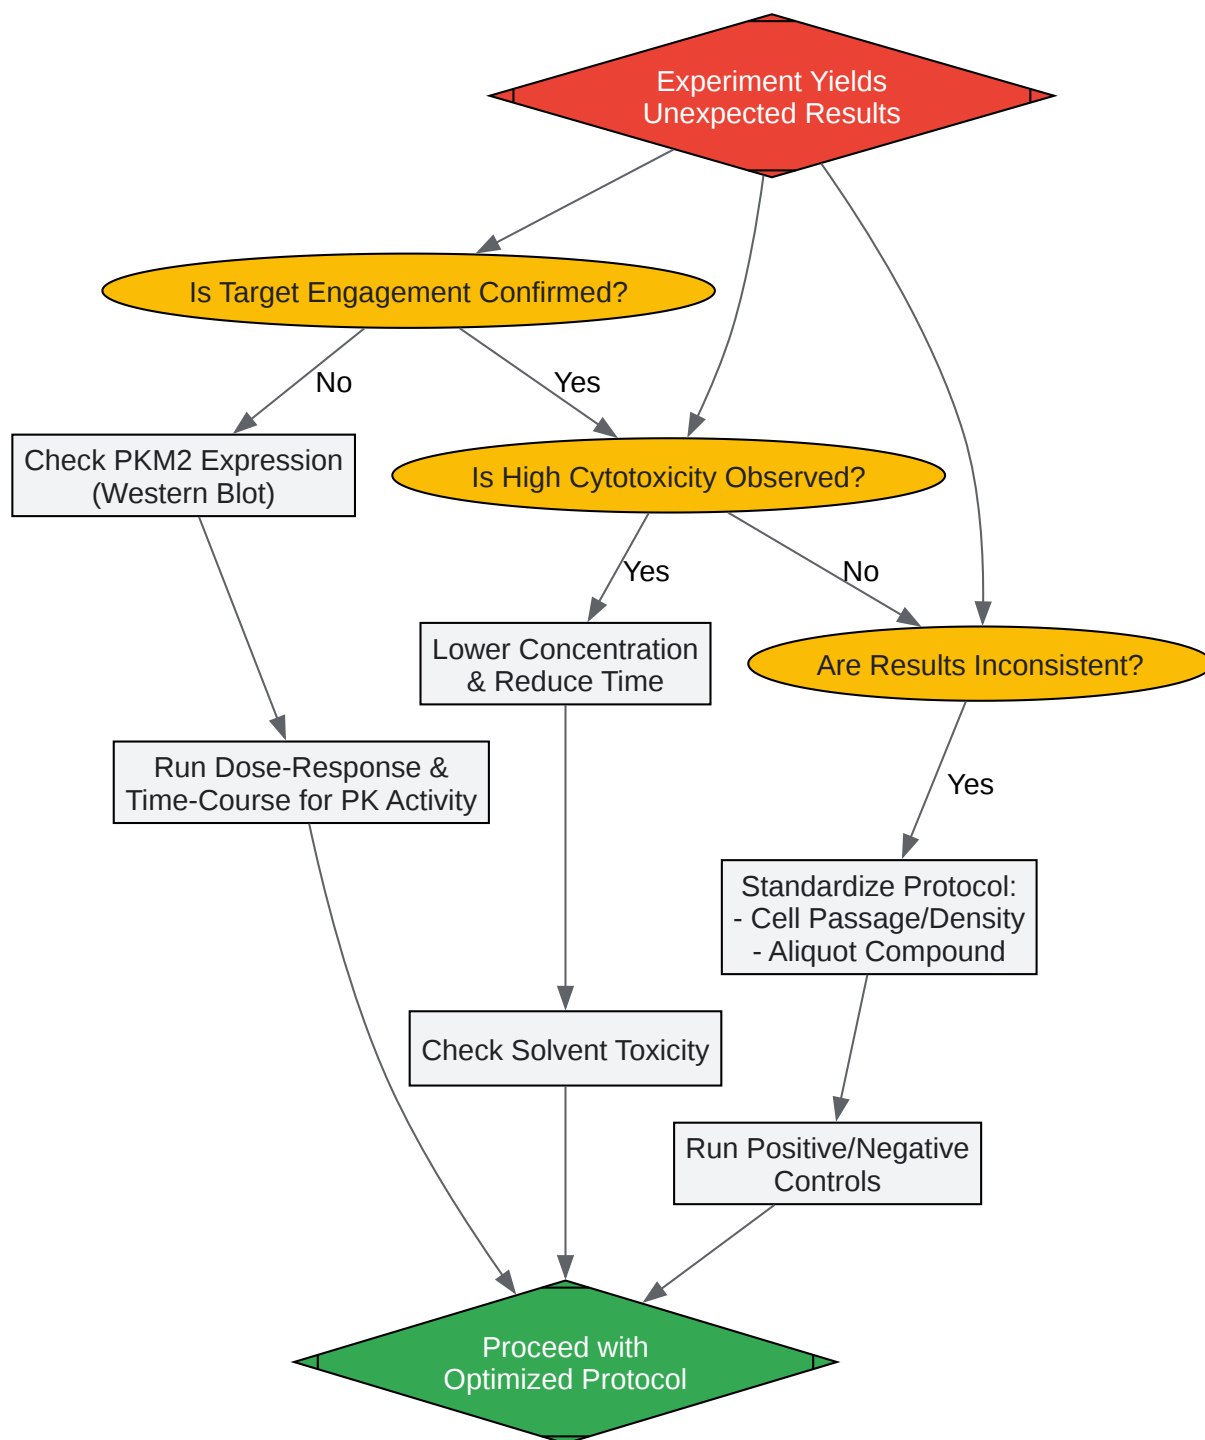 Experiment Yields
Unexpected Results
Is Target Engagement Confirmed?
No
Yes
Check PKM2 Expression
(Western Blot)
Is High Cytotoxicity Observed?
Yes
No
Lower Concentration
& Reduce Time
Are Results Inconsistent?
Run Dose-Response &
Time-Course for PK Activity
Yes
Standardize Protocol:
- Cell Passage/Density
- Aliquot Compound
Check Solvent Toxicity
Run Positive/Negative
Controls
Proceed with
Optimized Protocol